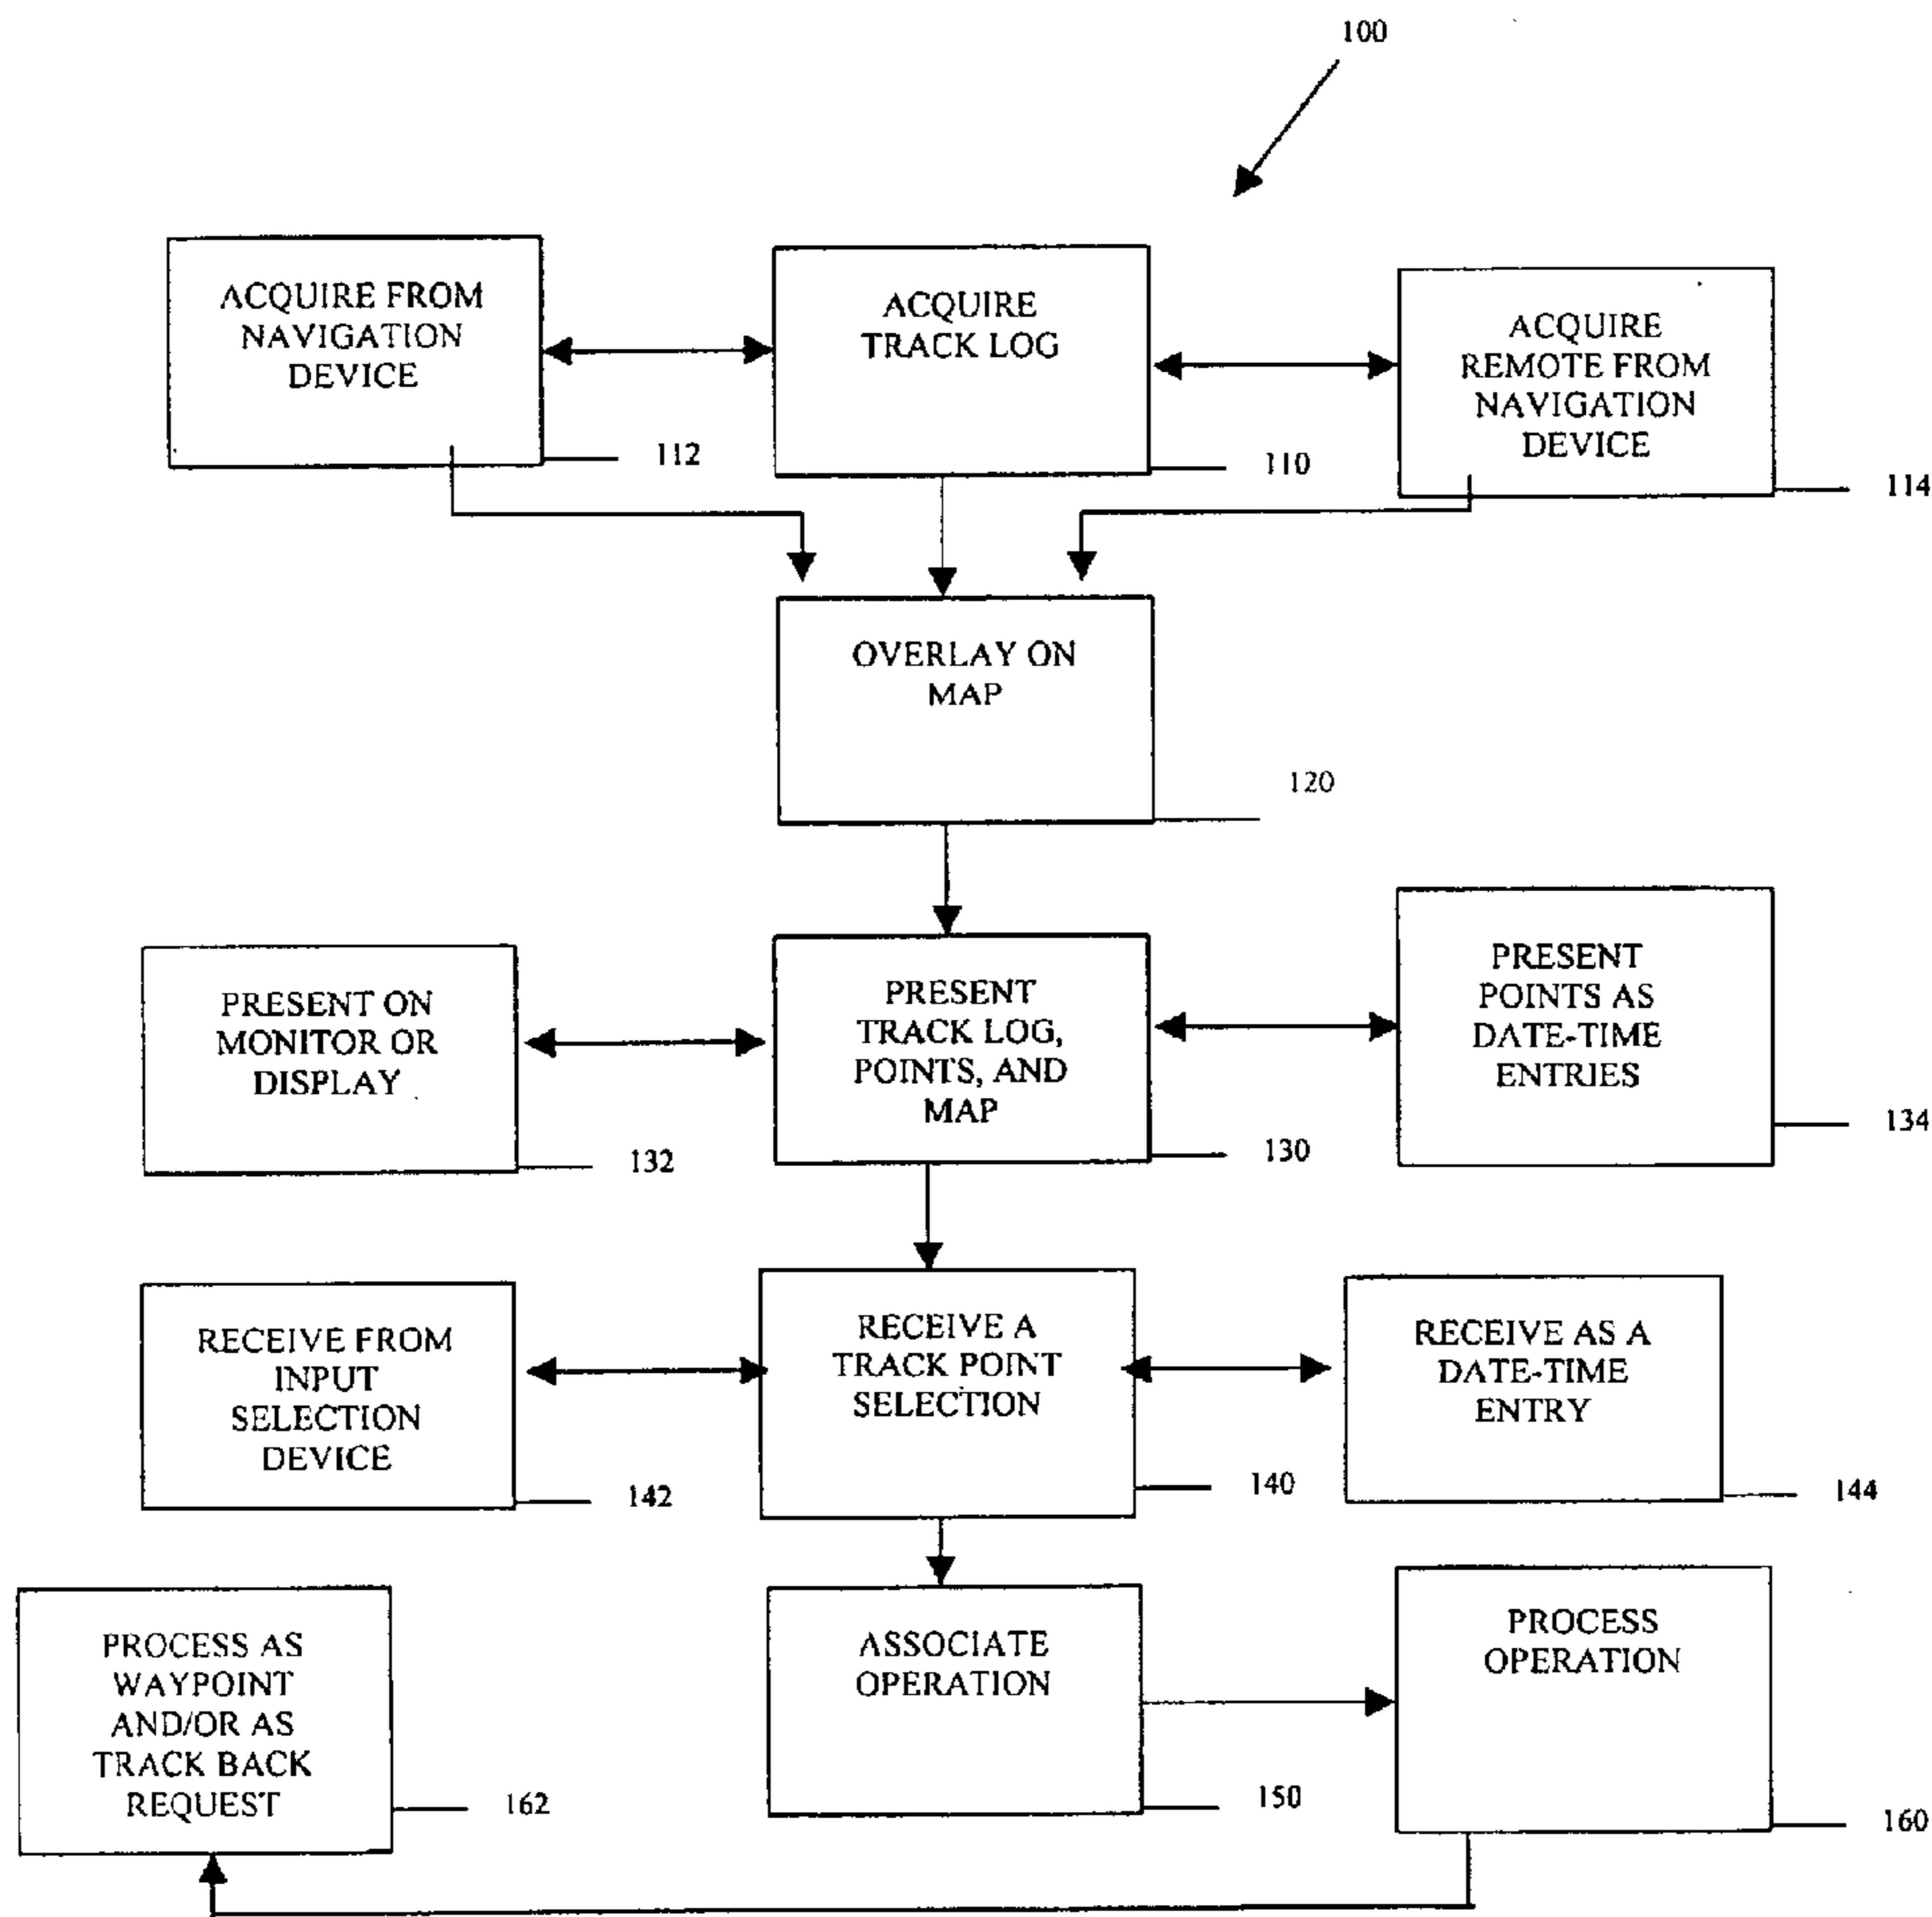 100
ACQUIRE FROM
NAVIGATION
DEVICE
112
ACQUIRE
TRACK LOG
110
ACQUIRE
REMOTE FROM
NAVIGATION
DEVICE
114
OVERLAY ON
MAP
120
PRESENT ON
MONITOR OR
DISPLAY
132
PRESENT
TRACK LOG,
POINTS, AND
MAP
130
PRESENT
POINTS AS
DATE-TIME
ENTRIES
134
RECEIVE FROM
INPUT
SELECTION
DEVICE
142
RECEIVE A
TRACK POINT
SELECTION
140
RECEIVE AS A
DATE-TIME
ENTRY
144
PROCESS AS
WAYPOINT
AND/OR AS
TRACK BACK
REQUEST
162
ASSOCIATE
OPERATION
150
PROCESS
OPERATION
160